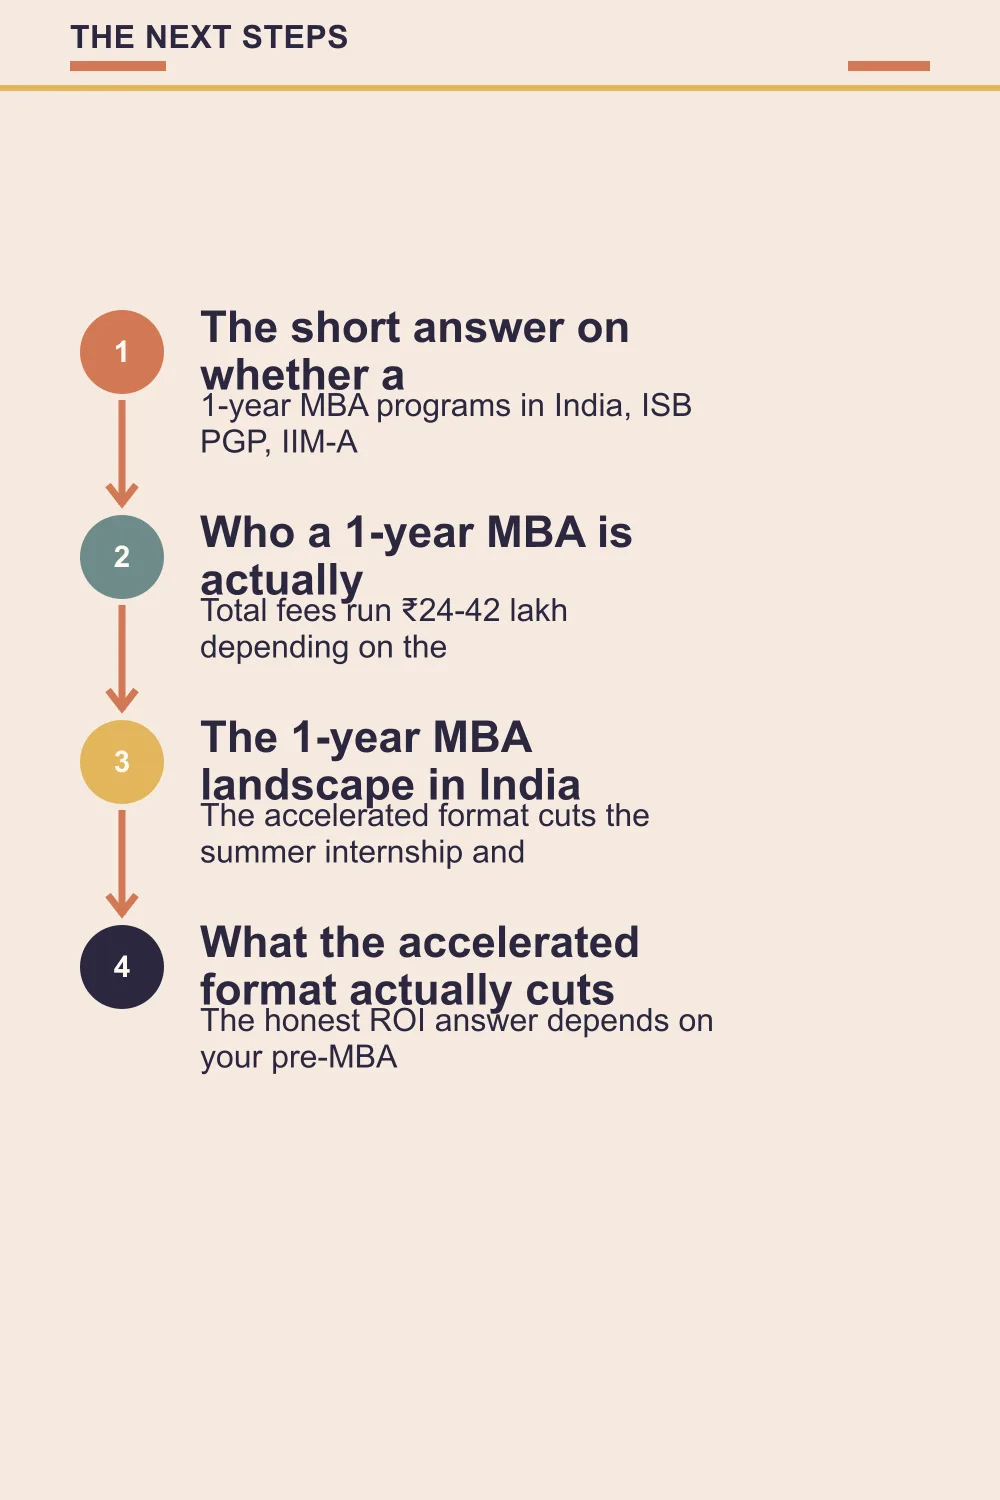 THE NEXT STEPS
1
The short answer on
whether a
1-year MBA programs in India, ISB
PGP, IIM-A
2
Who a 1-year MBA is
actually
Total fees run ₹24-42 lakh
depending on the
3
The 1-year MBA
landscape in India
The accelerated format cuts the
summer internship and
4
What the accelerated
format actually cuts
The honest ROI answer depends on
your pre-MBA